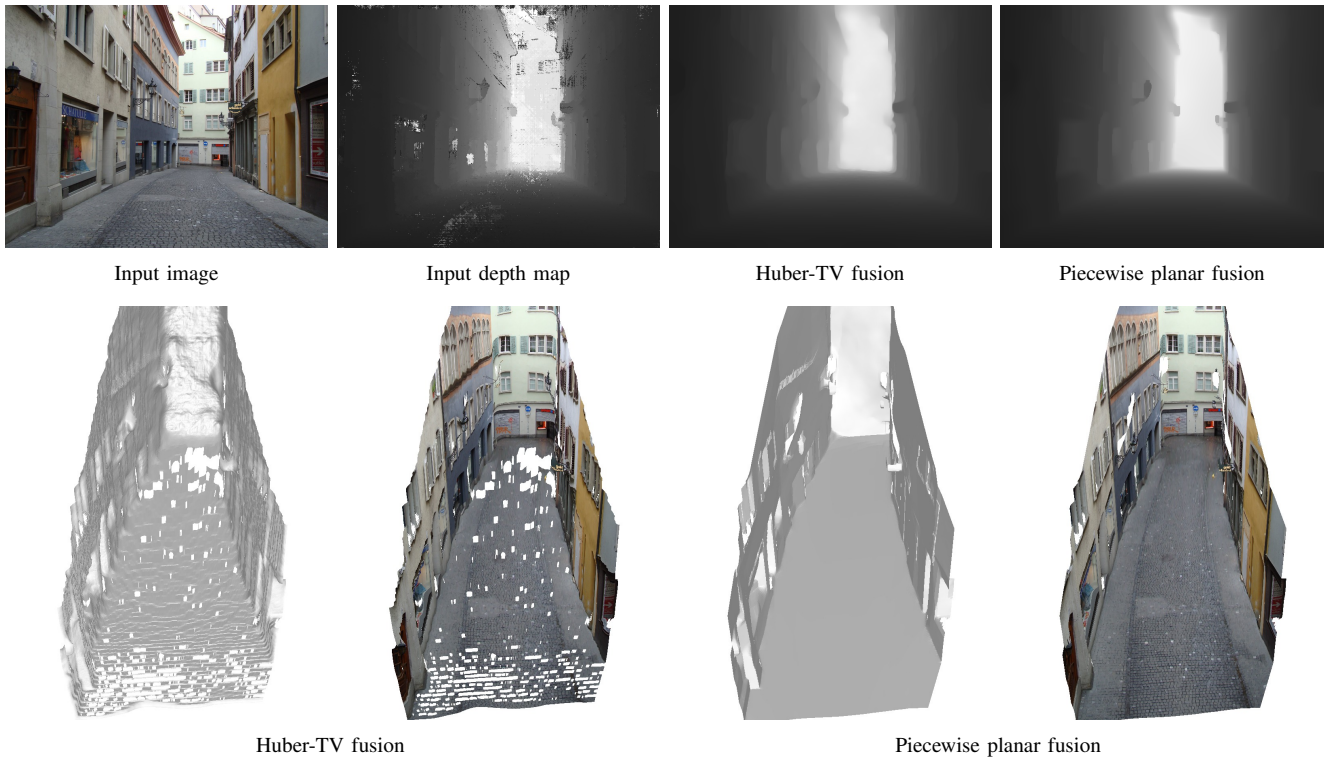 Input image
Input depth map
Huber-TV fusion
Piecewise planar fusion
Huber-TV fusion
Piecewise planar fusion